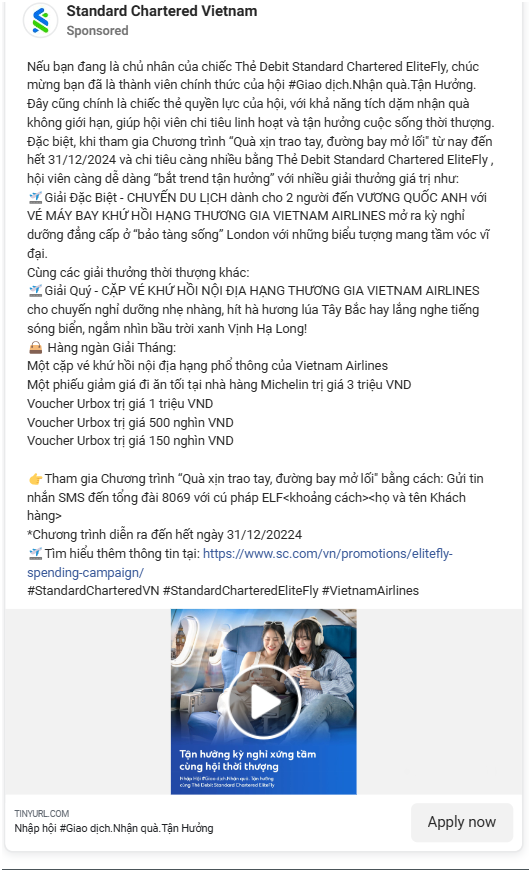 Standard Chartered Vietnam
Sponsored
Nếu bạn đang là chủ nhân của chiếc Thẻ Debit Standard Chartered EliteFly, chúc
mừng bạn đã là thành viên chính thức của hội #Giao dịch.Nhận quà.Tận Hưởng.
Đây cũng chính là chiếc thẻ quyền lực của hội, với khả năng tích dặm nhận quà
không giới hạn, giúp hội viên chi tiêu linh hoạt và tận hưởng cuộc sống thời thượng.
Đặc biệt, khi tham gia Chương trình “Quà xịn trao tay, đường bay mở lối" từ nay đến
hết 31/12/2024 và chi tiêu càng nhiều bằng Thẻ Debit Standard Chartered EliteFly ,
hội viên càng dễ dàng “bắt trend tận hưởng” với nhiều giải thưởng giá trị như:
🛫Giải Đặc Biệt - CHUYẾN DU LỊCH dành cho 2 người đến VƯƠNG QUỐC ANH với
VÉ MÁY BAY KHỨ HỒI HẠNG THƯƠNG GIA VIETNAM AIRLINES mở ra kỳ nghỉ
dưỡng đẳng cấp ở “bảo tàng sống” London với những biểu tượng mang tầm vóc vĩ
đại.
Cùng các giải thưởng thời thượng khác:
🛫Giải Quý - CẶP VÉ KHỨ HỒI NỘI ĐỊA HẠNG THƯƠNG GIA VIETNAM AIRLINES
cho chuyến nghỉ dưỡng nhẹ nhàng, hít hà hương lúa Tây Bắc hay lắng nghe tiếng
sóng biển, ngắm nhìn bầu trời xanh Vịnh Hạ Long!
👜 Hàng ngàn Giải Tháng:
Một cặp vé khứ hồi nội địa hạng phổ thông của Vietnam Airlines
Một phiếu giảm giá đi ăn tối tại nhà hàng Michelin trị giá 3 triệu VND
Voucher Urbox trị giá 1 triệu VND
Voucher Urbox trị giá 500 nghìn VND
Voucher Urbox trị giá 150 nghìn VND
👉Tham gia Chương trình “Quà xịn trao tay, đường bay mở lối" bằng cách: Gửi tin
nhắn SMS đến tổng đài 8069 với cú pháp ELF<khoảng cách><họ và tên Khách
hàng>
*Chương trình diễn ra đến hết ngày 31/12/20224
🛫Tìm hiểu thêm thông tin tại: https://www.sc.com/vn/promotions/elitefly-
spending-campaign/
#StandardCharteredVN #StandardCharteredEliteFly #VietnamAirlines
Tận hưởng kỳ nghỉ xứng tầm
cùng hội thời thượng
Nhập Hội #Giao dịch.Nhận quà. Tận hưởng
cùng Thẻ Debit Standard Chartered EliteFly
TINYURL.COM
Nhập hội #Giao dịch.Nhận quà.Tận Hưởng
Apply now